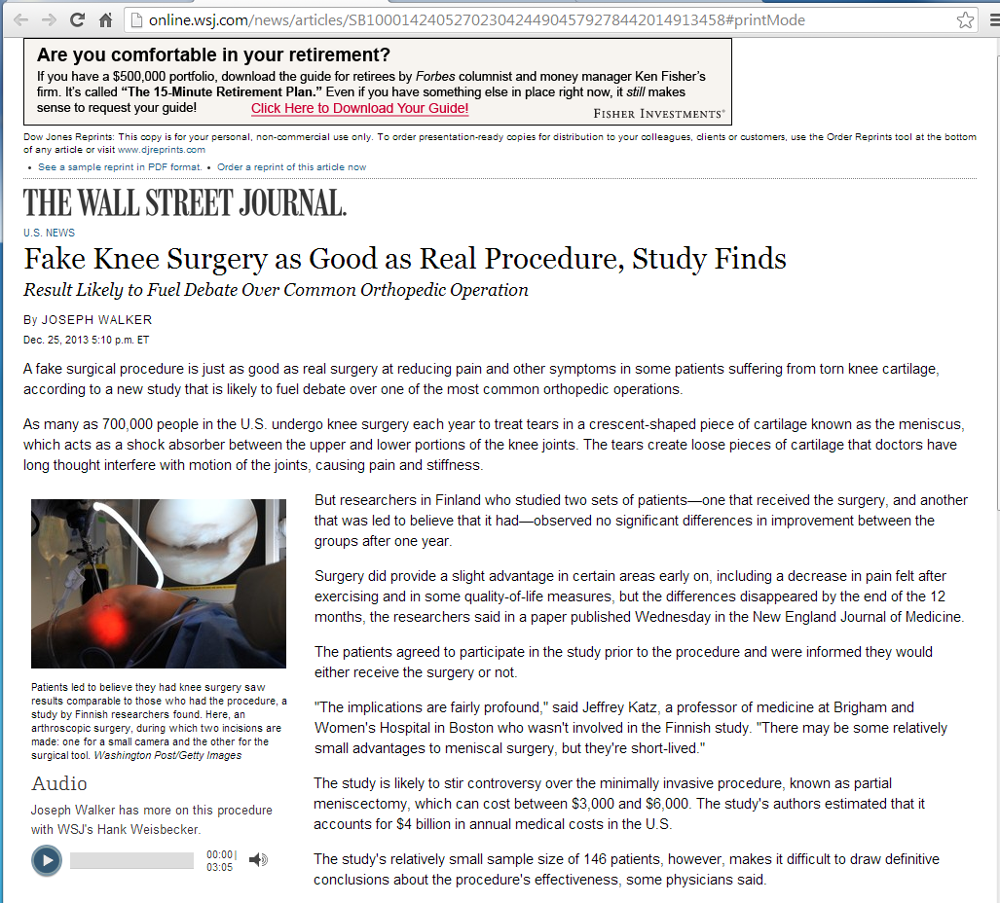 online.wsj.com/news/articles/SB10001424052702304244904579278442014913458#printMode
Are you comfortable in your retirement?
If you have a $500,000 portfolio, download the guide for retirees by Forbes columnist and money manager Ken Fisher's
firm. It's called "The 15-Minute Retirement Plan." Even if you have something else in place right now, it still makes
sense to request your guide! Click Here to Download Your Guide! FISHER INVESTMENTS®
Dow Jones Reprints: This copy is for your personal, non-commercial use only. To order presentation-ready copies for distribution to your colleagues, clients or customers, use the Order Reprints tool at the bottom
of any article or visit www.djreprints.com
• See a sample reprint in PDF format. • Order a reprint of this article now
THE WALL STREET JOURNAL.
U.S. NEWS
Fake Knee Surgery as Good as Real Procedure, Study Finds
Result Likely to Fuel Debate Over Common Orthopedic Operation
By JOSEPH WALKER
Dec. 25, 2013 5:10 p.m. ET
A fake surgical procedure is just as good as real surgery at reducing pain and other symptoms in some patients suffering from torn knee cartilage,
according to a new study that is likely to fuel debate over one of the most common orthopedic operations.
As many as 700,000 people in the U.S. undergo knee surgery each year to treat tears in a crescent-shaped piece of cartilage known as the meniscus,
which acts as a shock absorber between the upper and lower portions of the knee joints. The tears create loose pieces of cartilage that doctors have
long thought interfere with motion of the joints, causing pain and stiffness.
But researchers in Finland who studied two sets of patients—one that received the surgery, and another
that was led to believe that it had—observed no significant differences in improvement between the
groups after one year.
Surgery did provide a slight advantage in certain areas early on, including a decrease in pain felt after
exercising and in some quality-of-life measures, but the differences disappeared by the end of the 12
months, the researchers said in a paper published Wednesday in the New England Journal of Medicine.
The patients agreed to participate in the study prior to the procedure and were informed they would
either receive the surgery or not.
"The implications are fairly profound," said Jeffrey Katz, a professor of medicine at Brigham and
Women's Hospital in Boston who wasn't involved in the Finnish study. "There may be some relatively
small advantages to meniscal surgery, but they're short-lived."
The study is likely to stir controversy over the minimally invasive procedure, known as partial
meniscectomy, which can cost between $3,000 and $6,000. The study's authors estimated that it
accounts for $4 billion in annual medical costs in the U.S.
The study's relatively small sample size of 146 patients, however, makes it difficult to draw definitive
conclusions about the procedure's effectiveness, some physicians said.
Patients led to believe they had knee surgery saw
results comparable to those who had the procedure, a
study by Finnish researchers found. Here, an
arthroscopic surgery, during which two incisions are
made: one for a small camera and the other for the
surgical tool. Washington Post/Getty Images
Audio
Joseph Walker has more on this procedure
with WSJ's Hank Weisbecker.
00:00|
03:05